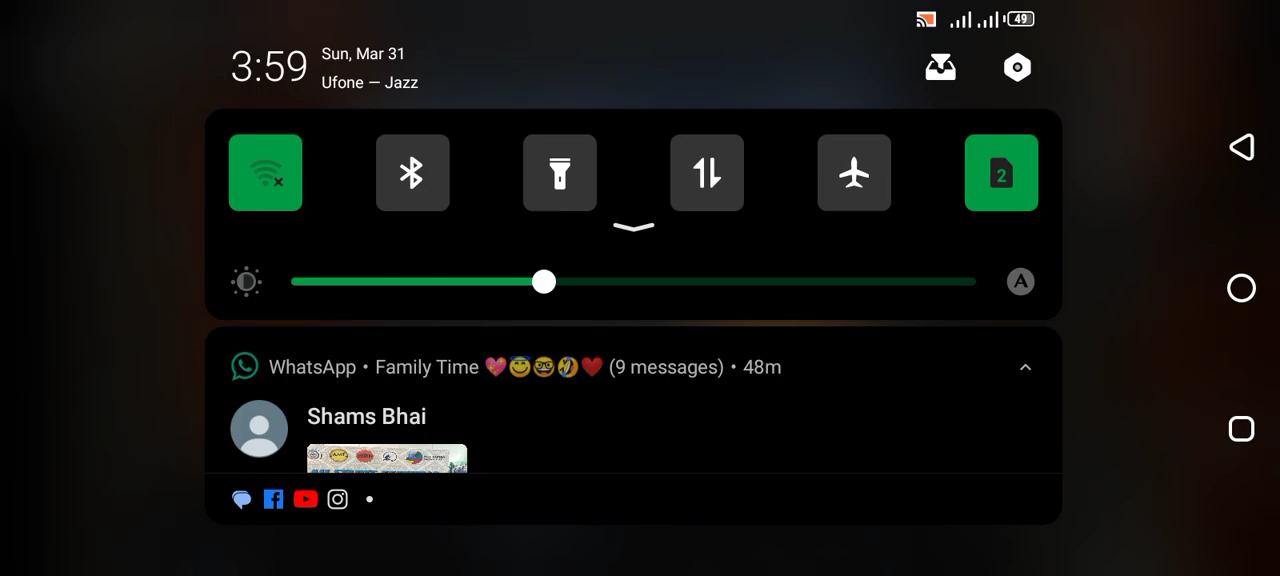 49
3:59
Sun, Mar 31
Ufone — Jazz
2
A
WhatsApp • Family Time 💖😇🤓🤣❤️ (9 messages) • 48m
Shams Bhai